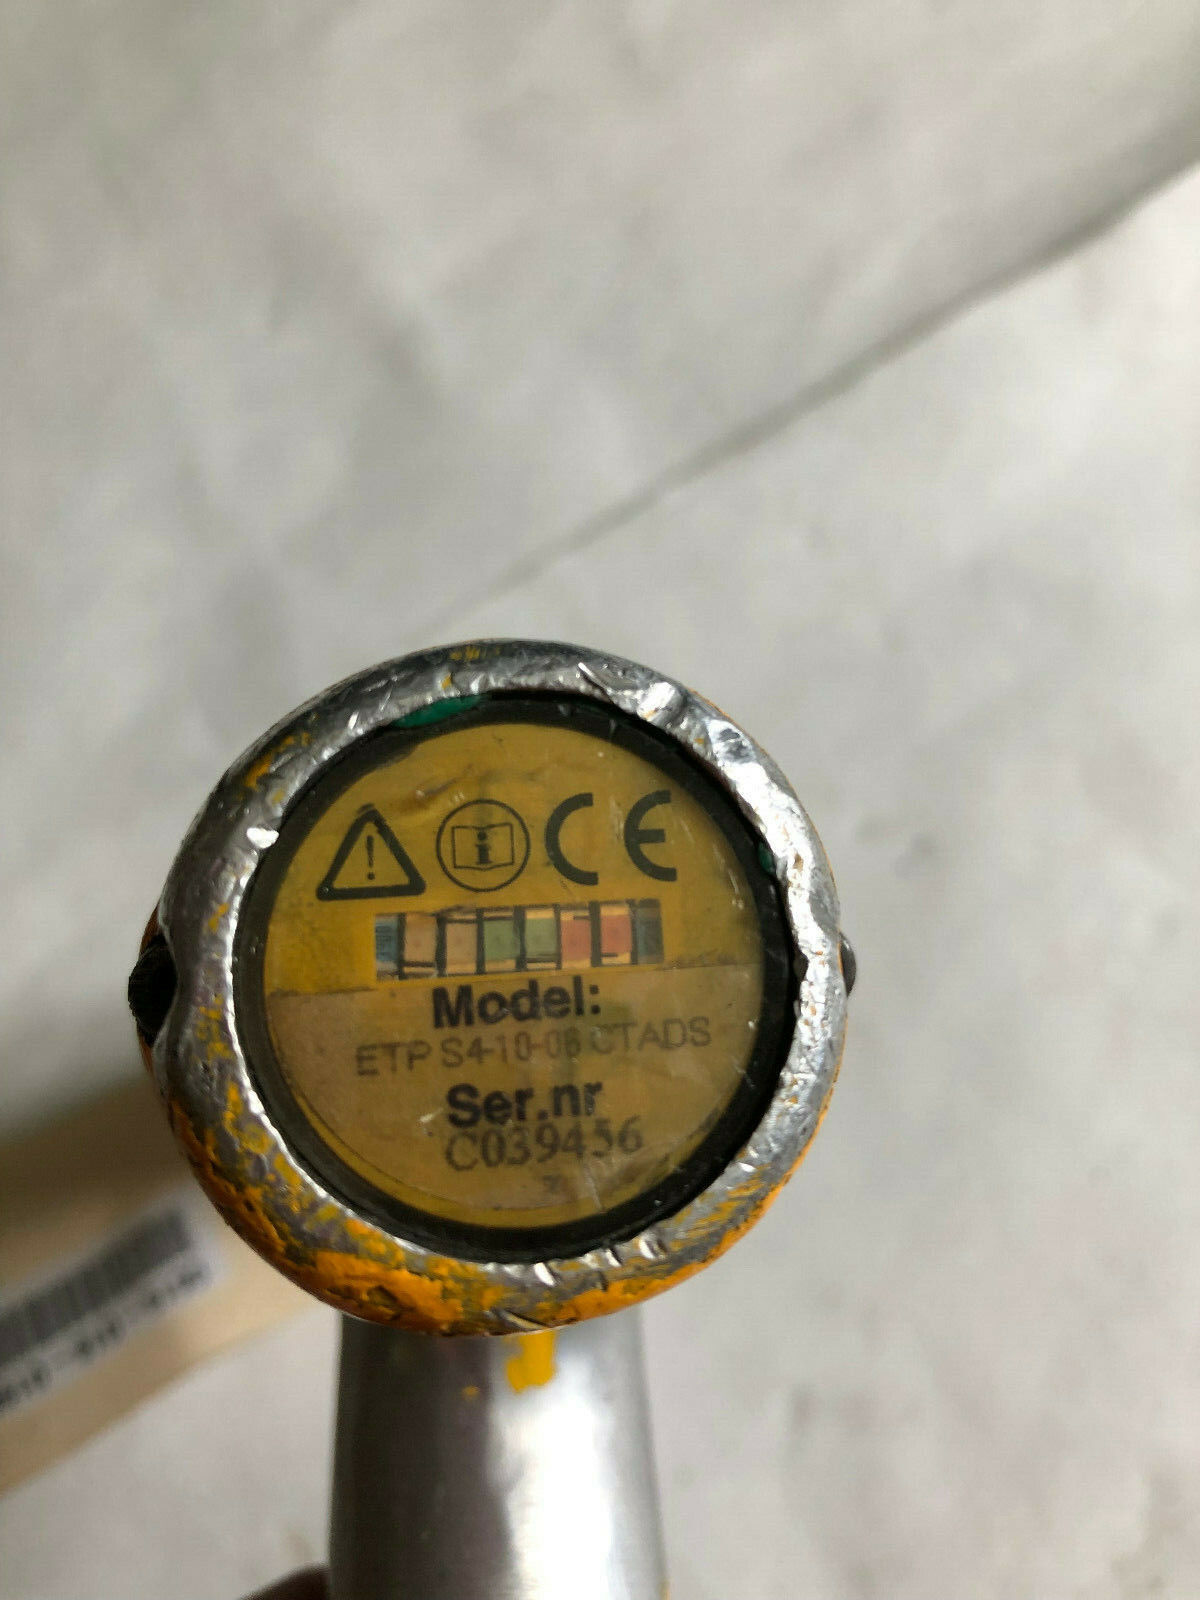 CE
Model:
ETP S4-10-06 CTADS
Ser.nr
C039456